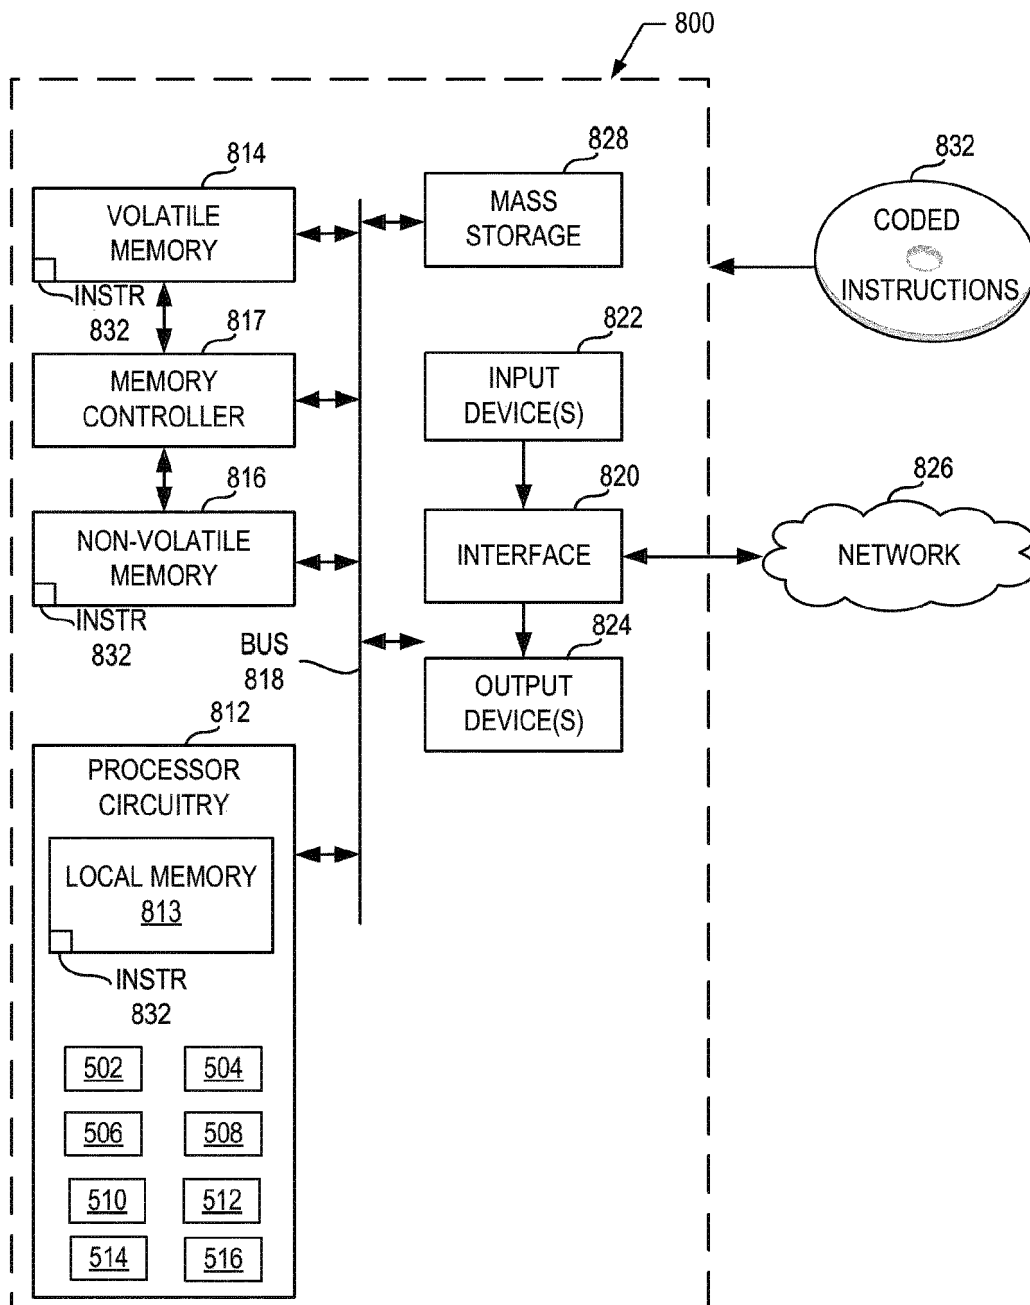 800
814
VOLATILE
MEMORY
INSTR
832
817
MEMORY
CONTROLLER
816
NON-VOLATILE
MEMORY
INSTR
832
BUS
818
812
PROCESSOR
CIRCUITRY
LOCAL MEMORY
813
INSTR
832
502
504
506
508
510
512
514
516
828
MASS
STORAGE
822
INPUT
DEVICE(S)
820
INTERFACE
824
OUTPUT
DEVICE(S)
832
CODED
INSTRUCTIONS
826
NETWORK